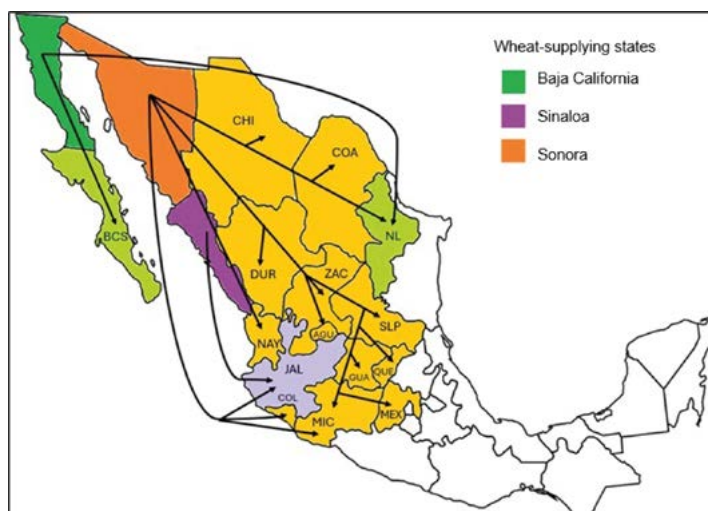 Wheat-supplying states
Baja California
Sinaloa
Sonora
CHI
COA
BCS
NL
DUR
ZAC
SLP
NAY
AGU
JAL
GUA
QUE
COL
MIC
MEX